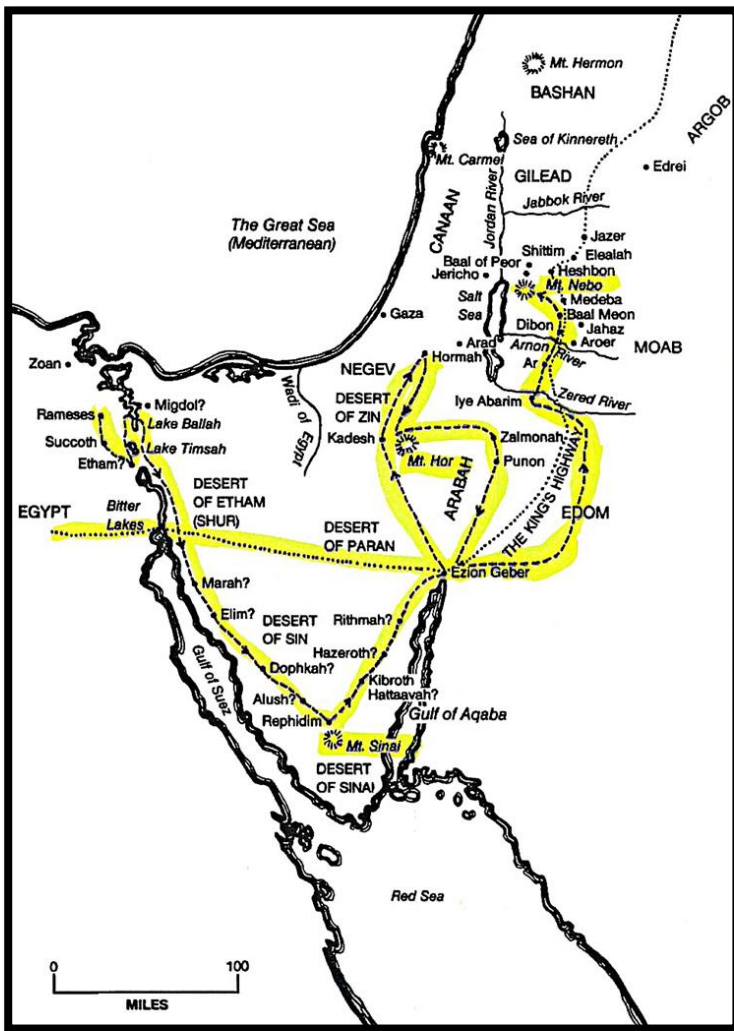 Mt. Hermon
BASHAN
ARGOB
Sea of Kinnereth
Mt. Carmel
GILEAD
Edrei
Jordan River
Jabbok River
CANAAN
The Great Sea
(Mediterranean)
Jazer
Shittim
Elealah
Baal of Peor
Heshbon
Jericho
Mt. Nebo
Salt
Sea
Medeba
Gaza
Baal Meon
Dibon
Jahaz
Arad
Aroer
MOAB
Arnon River
Hormah
Zoan
NEGEV
Ar
Wadi of Egypt
DESERT
OF ZIN
Zered River
Migdol?
Iye Abarim
Rameses
Lake Ballah
Kadesh
Zalmonah
Succoth
Lake Timsah
Mt. Hor
Punon
Etham?
ARABAH
THE KING'S HIGHWAY
DESERT
OF ETHAM
(SHUR)
EGYPT
Bitter
Lakes
EDOM
DESERT
OF PARAN
Ezion Geber
Marah?
Elim?
DESERT
OF SIN
Rithmah?
Hazeroth?
Dophkah?
Kibroth
Hattaavah?
Gulf of Suez
Alush?
Rephidim
Gulf of Aqaba
Mt. Sinai
DESERT
OF SINAI
Red Sea
0 100
MILES